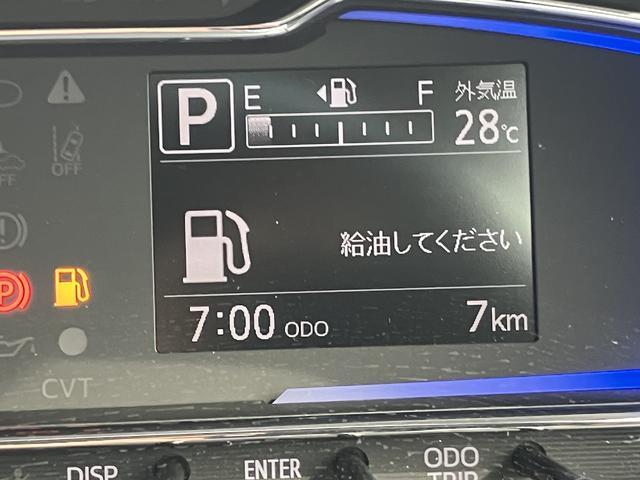 P E F 外気温
28℃
OFF OFF
給油してください
P
7:00 ODO 7km
CVT
DISP ENTER ODO
TRIP